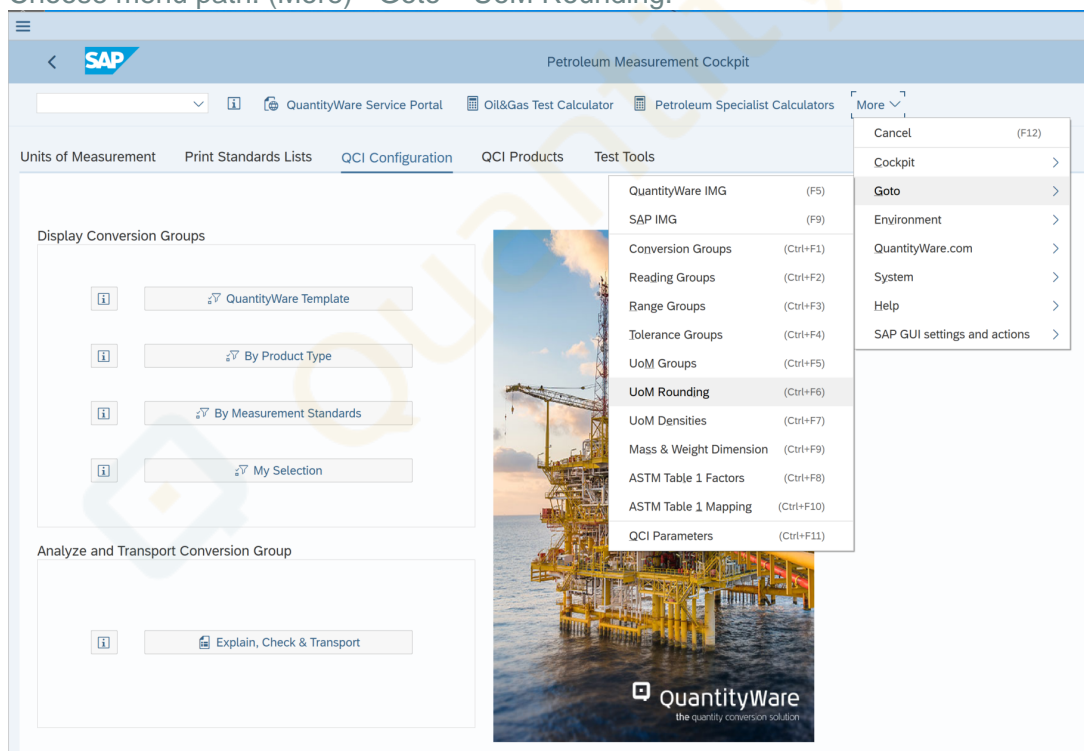 Choose menu path: (More) - Goto - UoM Rounding:
SAP
Petroleum Measurement Cockpit
QuantityWare Service Portal
Oil&Gas Test Calculator
Petroleum Specialist Calculators
More
Units of Measurement
Print Standards Lists
QCI Configuration
QCI Products
Test Tools
Cancel (F12)
Cockpit
Goto
Environment
QuantityWare.com
System
Help
SAP GUI settings and actions
QuantityWare IMG (F5)
SAP IMG (F9)
Conversion Groups (Ctrl+F1)
Reading Groups (Ctrl+F2)
Range Groups (Ctrl+F3)
Tolerance Groups (Ctrl+F4)
UoM Groups (Ctrl+F5)
UoM Rounding (Ctrl+F6)
UoM Densities (Ctrl+F7)
Mass & Weight Dimension (Ctrl+F9)
ASTM Table 1 Factors (Ctrl+F8)
ASTM Table 1 Mapping (Ctrl+F10)
QCI Parameters (Ctrl+F11)
Display Conversion Groups
QuantityWare Template
By Product Type
By Measurement Standards
My Selection
Analyze and Transport Conversion Group
Explain, Check & Transport
QuantityWare
the quantity conversion solution